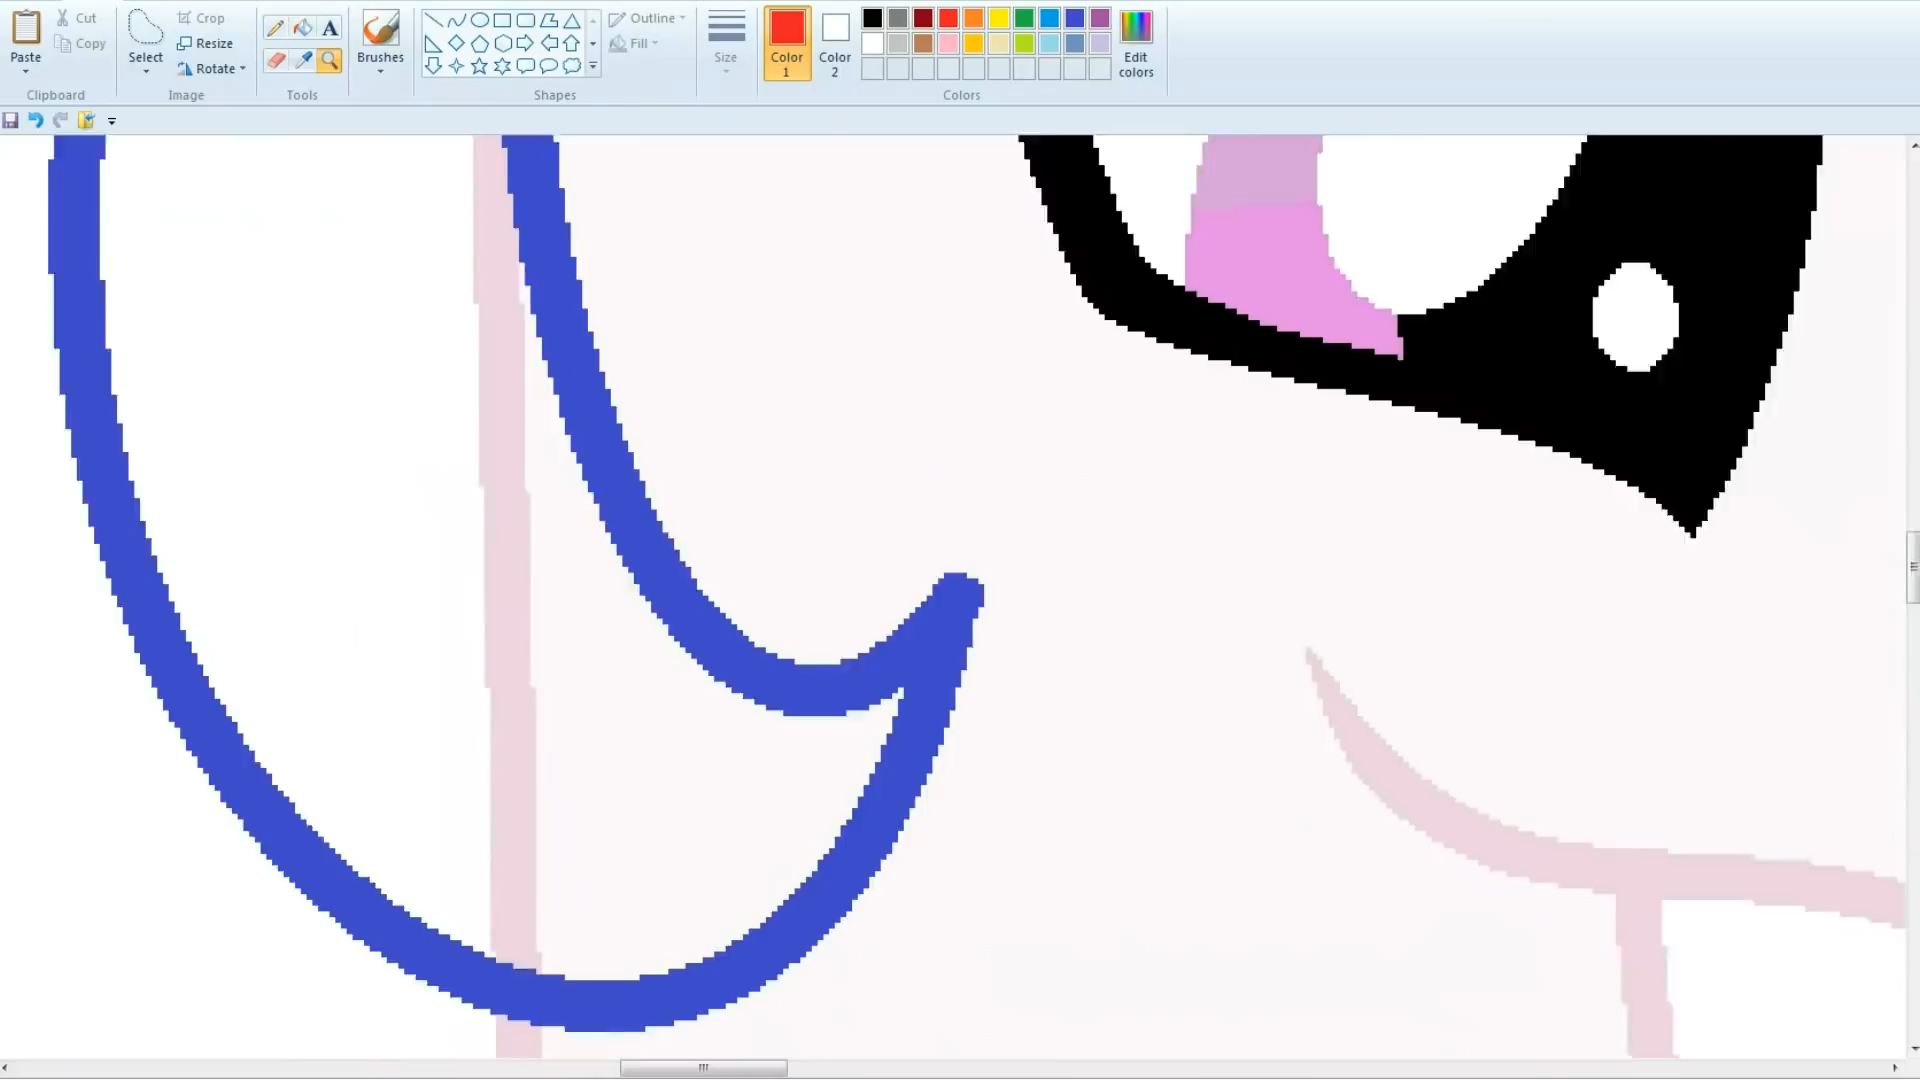 Cut
Copy
Paste
Clipboard
Crop
Resize
Rotate
Select
Image
A
Tools
Brushes
Outline
Fill
Shapes
Size
Color
1
Color
2
Edit
colors
Colors